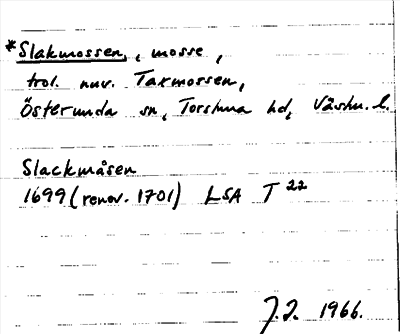 *Slakmossen, mosse,
trol. nuv. Taxmossen,
Österunda sn, Torstuna hd, Västm. l.
Slackmåsen
1699 (renov. 1701) LSA T 22
J.J. 1966.